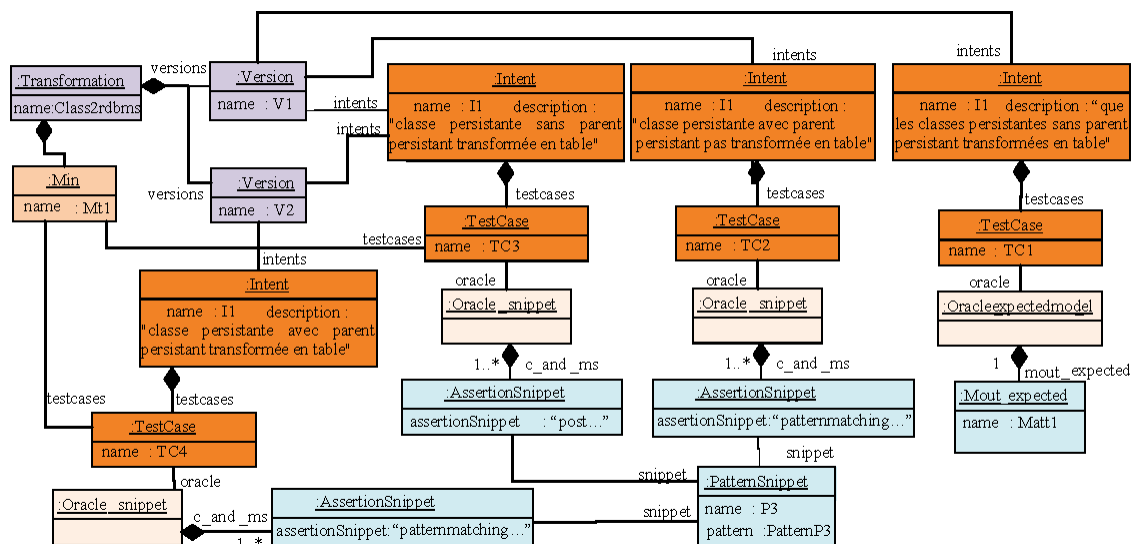 intents
intents
:Transformation
name:Class2rdbms
versions
:Version
name : V1
intents
intents
:Intent
name : I1 description :
"classe persistante sans parent
persistant transformée en table"
:Intent
name : I1 description :
"classe persistante avec parent
persistant pas transformée en table"
:Intent
name : I1 description : “que
les classes persistantes sans parent
persistant transformées en table"
:Min
name : Mt1
versions
:Version
name : V2
testcases
testcases
testcases
testcases
:TestCase
name : TC3
:TestCase
name : TC2
:TestCase
name : TC1
intents
:Intent
name : I1 description :
"classe persistante avec parent
persistant transformée en table"
oracle
oracle
oracle
:Oracle_snippet
:Oracle_snippet
:Oracleexpectedmodel
1..* c_and_ms
1..* c_and_ms
1 mout_expected
:AssertionSnippet
assertionSnippet : “post...”
:AssertionSnippet
assertionSnippet:“patternmatching...”
:Mout_expected
name : Matt1
testcases
testcases
:TestCase
name : TC4
oracle
snippet
snippet
:PatternSnippet
name : P3
pattern :PatternP3
:Oracle_snippet
c_and_ms
1..*
:AssertionSnippet
assertionSnippet:“patternmatching...”
snippet